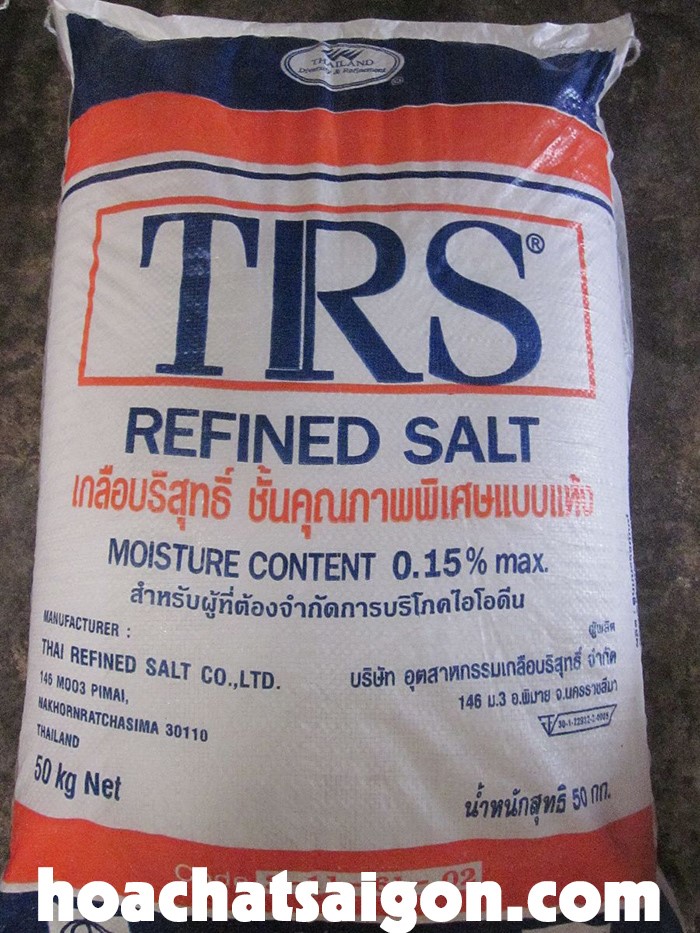 THAILAND
TRS®
REFINED SALT
เกลือบริสุทธิ์ ชั้นคุณภาพพิเศษแบบแห้ง
MOISTURE CONTENT 0.15% max.
สำหรับผู้ที่ต้องจำกัดการบริโภคไอโอดีน
MANUFACTURER :
THAI REFINED SALT CO.,LTD.
146 MOO3 PIMAI,
NAKHORNRATCHASIMA 30110
THAILAND
50 kg Net
ผู้ผลิต
บริษัท อุตสาหกรรมเกลือบริสุทธิ์ จำกัด
146 ม.3 อ.พิมาย จ.นครราชสีมา
น้ำหนักสุทธิ 50 กก.
Code
hoachatsaigon.com